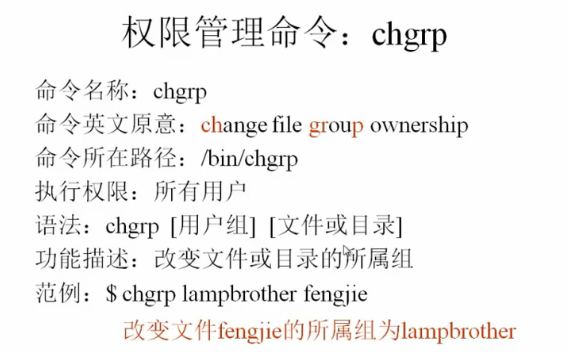 权限管理命令：chgrp
命令名称：chgrp
命令英文原意：change file group ownership
命令所在路径：/bin/chgrp
执行权限：所有用户
语法：chgrp [用户组] [文件或目录]
功能描述：改变文件或目录的所属组
范例：$ chgrp lampbrother fengjie
改变文件fengjie的所属组为lampbrother